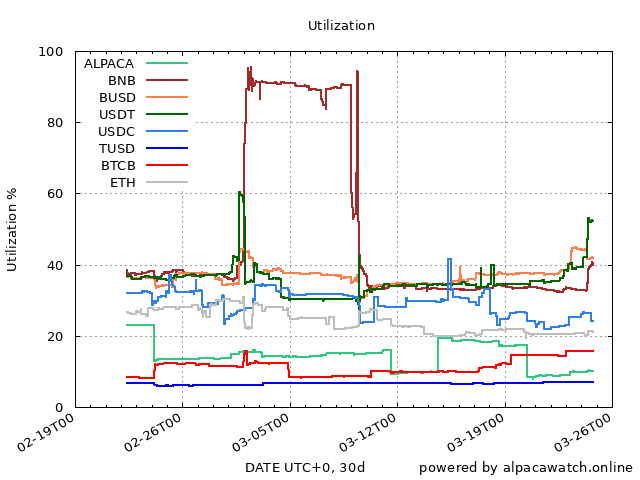 Utilization
100
80
60
40
20
0
Utilization %
ALPACA
BNB
BUSD
USDT
USDC
TUSD
BTCB
ETH
02-19T00
02-26T00
03-05T00
03-12T00
03-19T00
03-26T00
DATE UTC+0, 30d
powered by alpacawatch.online